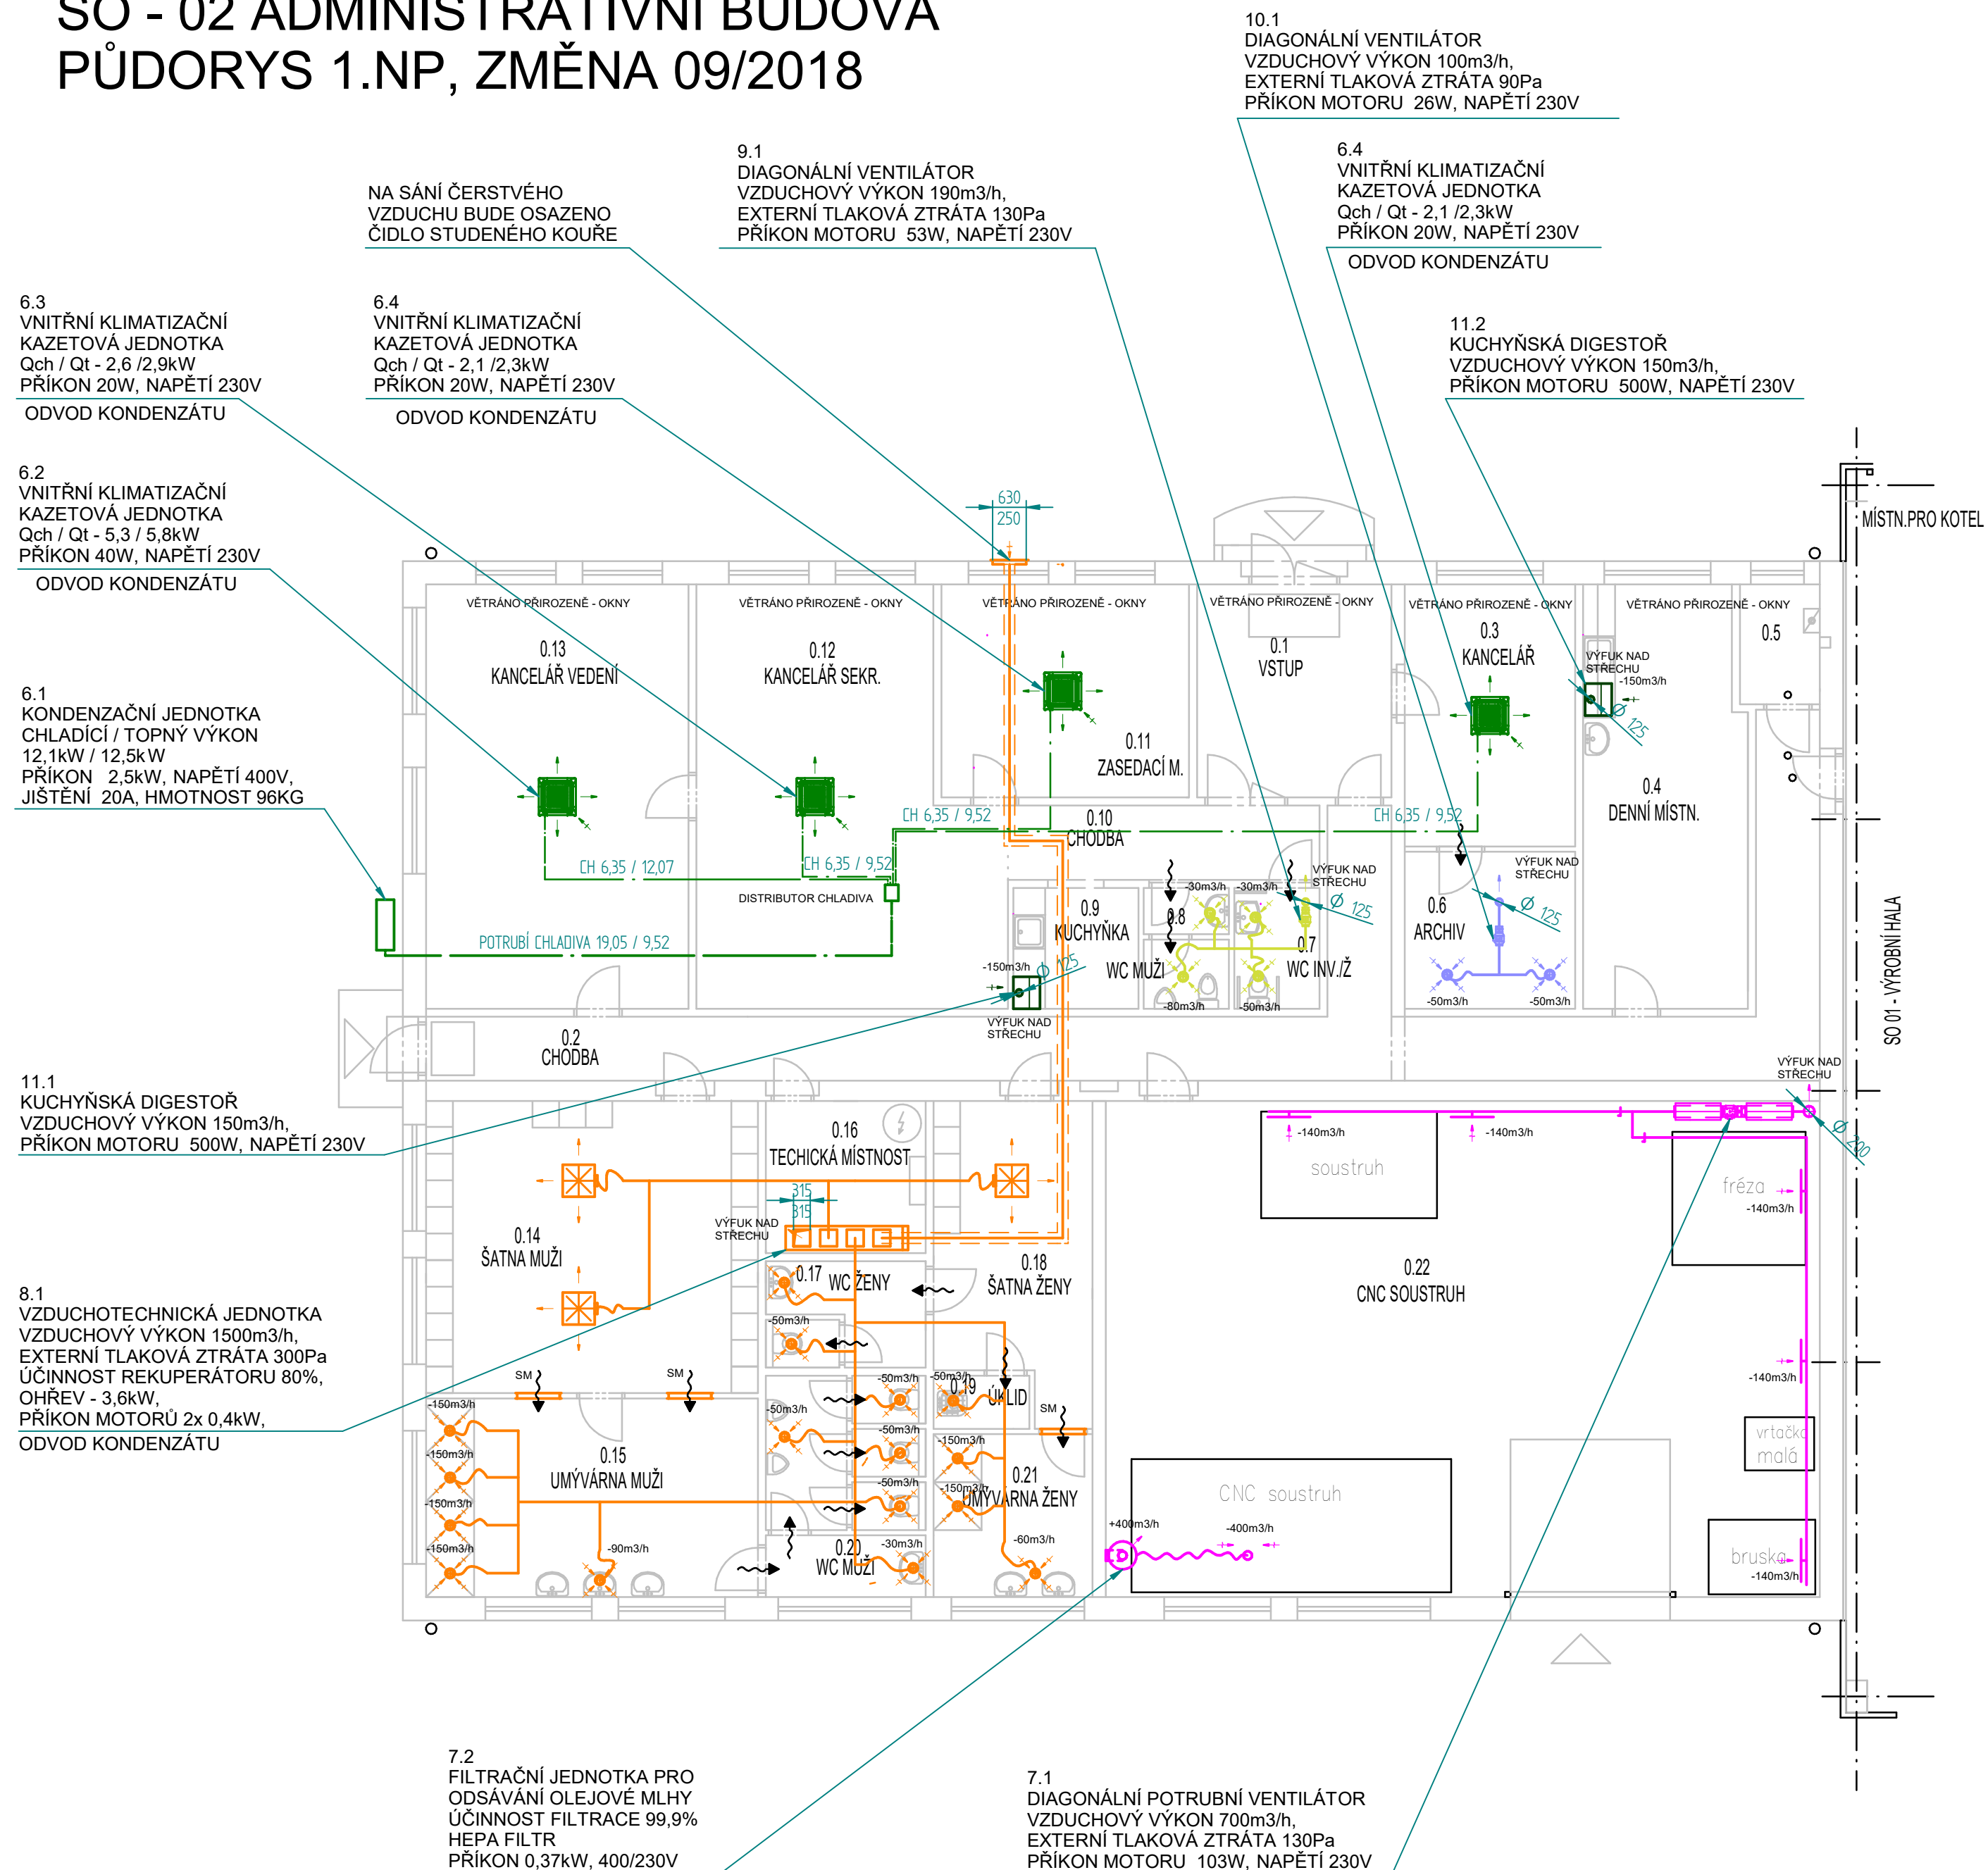 SO - 02 ADMINISTRATIVNÍ BUDOVA
PŮDORYS 1.NP, ZMĚNA 09/2018
10.1
DIAGONÁLNÍ VENTILÁTOR
VZDUCHOVÝ VÝKON 100m3/h,
EXTERNÍ TLAKOVÁ ZTRÁTA 90Pa
PŘÍKON MOTORU 26W, NAPĚTÍ 230V
9.1
DIAGONÁLNÍ VENTILÁTOR
VZDUCHOVÝ VÝKON 190m3/h,
EXTERNÍ TLAKOVÁ ZTRÁTA 130Pa
PŘÍKON MOTORU 53W, NAPĚTÍ 230V
6.4
VNITŘNÍ KLIMATIZAČNÍ
KAZETOVÁ JEDNOTKA
Qch / Qt - 2,1 /2,3kW
PŘÍKON 20W, NAPĚTÍ 230V
ODVOD KONDENZÁTU
NA SÁNÍ ČERSTVÉHO
VZDUCHU BUDE OSAZENO
ČIDLO STUDENÉHO KOUŘE
6.3
VNITŘNÍ KLIMATIZAČNÍ
KAZETOVÁ JEDNOTKA
Qch / Qt - 2,6 /2,9kW
PŘÍKON 20W, NAPĚTÍ 230V
ODVOD KONDENZÁTU
6.4
VNITŘNÍ KLIMATIZAČNÍ
KAZETOVÁ JEDNOTKA
Qch / Qt - 2,1 /2,3kW
PŘÍKON 20W, NAPĚTÍ 230V
ODVOD KONDENZÁTU
11.2
KUCHYŇSKÁ DIGESTOŘ
VZDUCHOVÝ VÝKON 150m3/h,
PŘÍKON MOTORU 500W, NAPĚTÍ 230V
6.2
VNITŘNÍ KLIMATIZAČNÍ
KAZETOVÁ JEDNOTKA
Qch / Qt - 5,3 / 5,8kW
PŘÍKON 40W, NAPĚTÍ 230V
ODVOD KONDENZÁTU
630
250
MÍSTN.PRO KOTEL
VĚTRÁNO PŘIROZENĚ - OKNY
VĚTRÁNO PŘIROZENĚ - OKNY
VĚTRÁNO PŘIROZENĚ - OKNY
VĚTRÁNO PŘIROZENĚ - OKNY
VĚTRÁNO PŘIROZENĚ - OKNY
VĚTRÁNO PŘIROZENĚ - OKNY
0.13
KANCELÁŘ VEDENÍ
0.12
KANCELÁŘ SEKR.
0.1
VSTUP
0.3
KANCELÁŘ
0.5
VÝFUK NAD
STŘECHU
-150m3/h
Ø 125
6.1
KONDENZAČNÍ JEDNOTKA
CHLADÍCÍ / TOPNÝ VÝKON
12,1kW / 12,5kW
PŘÍKON 2,5kW, NAPĚTÍ 400V,
JIŠTĚNÍ 20A, HMOTNOST 96KG
0.11
ZASEDACÍ M.
0.4
DENNÍ MÍSTN.
CH 6,35 / 9,52
0.10
CHODBA
CH 6,35 / 9,52
CH 6,35 / 12,07
CH 6,35 / 9,52
DISTRIBUTOR CHLADIVA
POTRUBÍ CHLADIVA 19,05 / 9,52
VÝFUK NAD
STŘECHU
Ø 125
VÝFUK NAD
STŘECHU
Ø 125
-30m3/h
-30m3/h
0.9
KUCHYŇKA
0.8
WC MUŽI
0.7
WC INV./Ž
0.6
ARCHIV
-150m3/h
Ø 125
-80m3/h
-50m3/h
-50m3/h
-50m3/h
VÝFUK NAD
STŘECHU
SO 01 - VÝROBNÍ HALA
0.2
CHODBA
VÝFUK NAD
STŘECHU
Ø 200
11.1
KUCHYŇSKÁ DIGESTOŘ
VZDUCHOVÝ VÝKON 150m3/h,
PŘÍKON MOTORU 500W, NAPĚTÍ 230V
0.16
TECHICKÁ MÍSTNOST
315
315
VÝFUK NAD
STŘECHU
-140m3/h
-140m3/h
soustruh
fréza
-140m3/h
0.14
ŠATNA MUŽI
0.17
WC ŽENY
0.18
ŠATNA ŽENY
0.22
CNC SOUSTRUH
8.1
VZDUCHOTECHNICKÁ JEDNOTKA
VZDUCHOVÝ VÝKON 1500m3/h,
EXTERNÍ TLAKOVÁ ZTRÁTA 300Pa
ÚČINNOST REKUPERÁTORU 80%,
OHŘEV - 3,6kW,
PŘÍKON MOTORŮ 2x 0,4kW,
ODVOD KONDENZÁTU
-50m3/h
SM
SM
-50m3/h
-50m3/h
0.19
ÚKLID
SM
-140m3/h
-150m3/h
-50m3/h
-50m3/h
-150m3/h
vrtačka
malá
-150m3/h
0.15
UMÝVÁRNA MUŽI
-50m3/h
-150m3/h
0.21
UMÝVÁRNA ŽENY
-150m3/h
CNC soustruh
+400m3/h
-400m3/h
-150m3/h
-90m3/h
0.20
WC MUŽI
-30m3/h
-60m3/h
bruska
-140m3/h
7.2
FILTRAČNÍ JEDNOTKA PRO
ODSÁVÁNÍ OLEJOVÉ MLHY
ÚČINNOST FILTRACE 99,9%
HEPA FILTR
PŘÍKON 0,37kW, 400/230V
7.1
DIAGONÁLNÍ POTRUBNÍ VENTILÁTOR
VZDUCHOVÝ VÝKON 700m3/h,
EXTERNÍ TLAKOVÁ ZTRÁTA 130Pa
PŘÍKON MOTORU 103W, NAPĚTÍ 230V